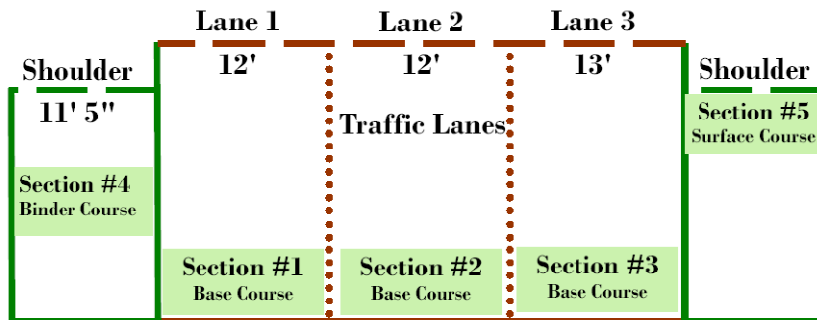 Lane 1 Lane 2 Lane 3
Shoulder 12' 12' 13' Shoulder
11' 5"
Traffic Lanes
Section #5
Surface Course
Section #4
Binder Course
Section #1 Section #2 Section #3
Base Course Base Course Base Course